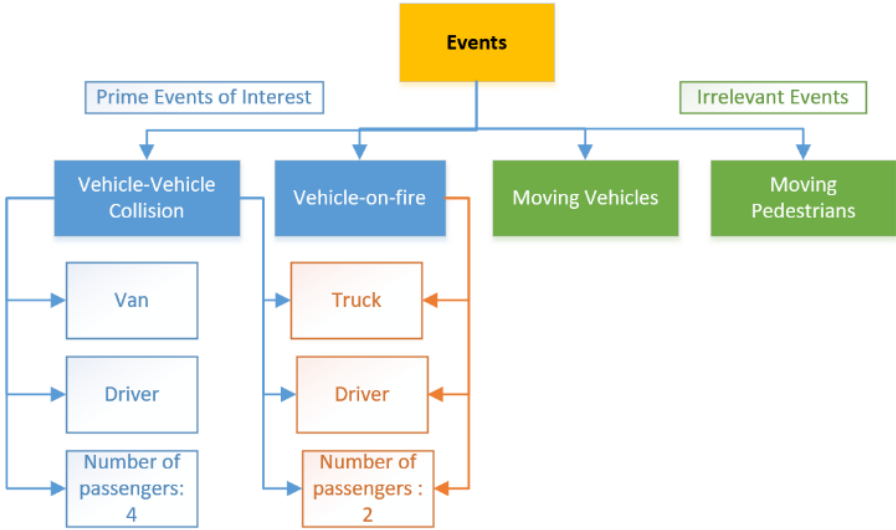 Events
Prime Events of Interest
Irrelevant Events
Vehicle-Vehicle
Collision
Vehicle-on-fire
Moving Vehicles
Moving
Pedestrians
Van
Truck
Driver
Driver
Number of
passengers:
4
Number of
passengers :
2